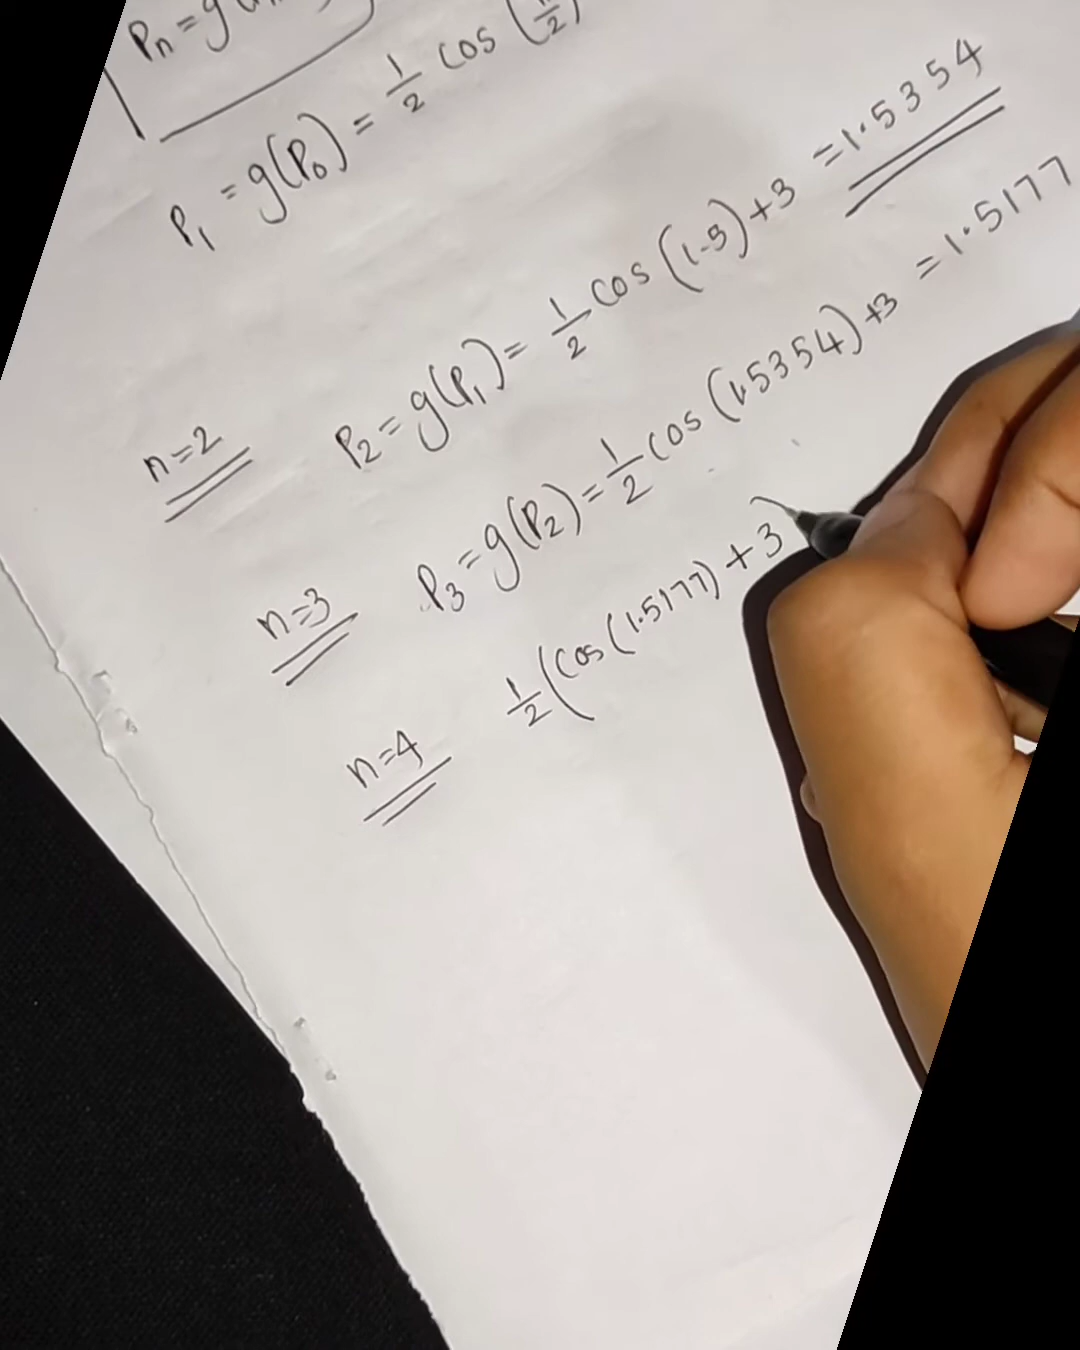 Pn = g(
P1 = g(P0) = 1/2 cos (π/2)
n=2 P2 = g(P1) = 1/2 cos (1.5) + 3 = 1.5354
n=3 P3 = g(P2) = 1/2 cos (1.5354) + 3 = 1.5177
n=4 1/2 (cos (1.5177) + 3